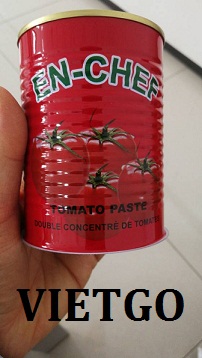 EN-CHEF
TOMATO PASTE
DOUBLE CONCENTRÉ DE TOMATE
VIETGO